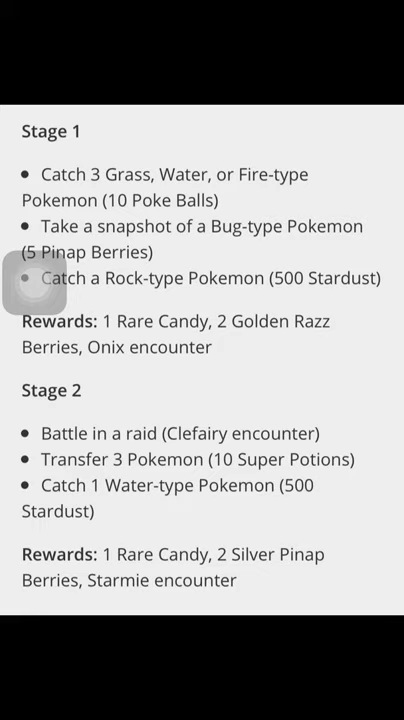 Stage 1
• Catch 3 Grass, Water, or Fire-type
Pokemon (10 Poke Balls)
• Take a snapshot of a Bug-type Pokemon
(5 Pinap Berries)
• Catch a Rock-type Pokemon (500 Stardust)
Rewards: 1 Rare Candy, 2 Golden Razz
Berries, Onix encounter
Stage 2
• Battle in a raid (Clefairy encounter)
• Transfer 3 Pokemon (10 Super Potions)
• Catch 1 Water-type Pokemon (500
Stardust)
Rewards: 1 Rare Candy, 2 Silver Pinap
Berries, Starmie encounter